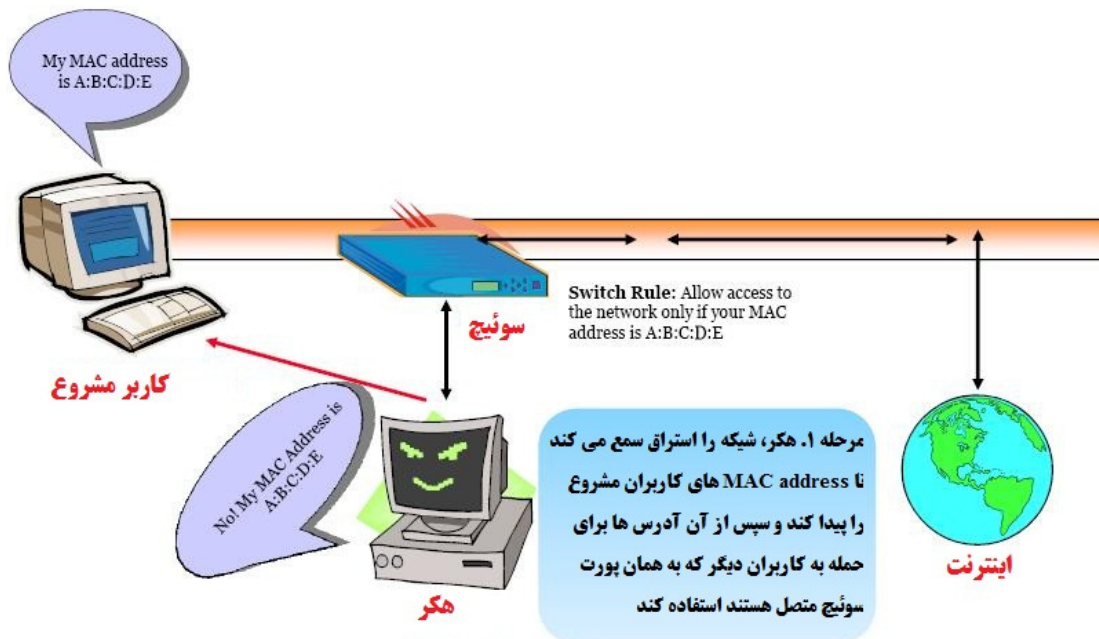 My MAC address
is A:B:C:D:E
Switch Rule: Allow access to
the network only if your MAC
address is A:B:C:D:E
سوئیچ
کاربر مشروع
No! My MAC Address is
A:B:C:D:E
هکر
مرحله ۱. هکر، شبکه را استراق سمع می کند
تا MAC address های کاربران مشروع
را پیدا کند و سپس از آن آدرس ها برای
حمله به کاربران دیگر که به همان پورت
سوئیچ متصل هستند استفاده کند
اینترنت